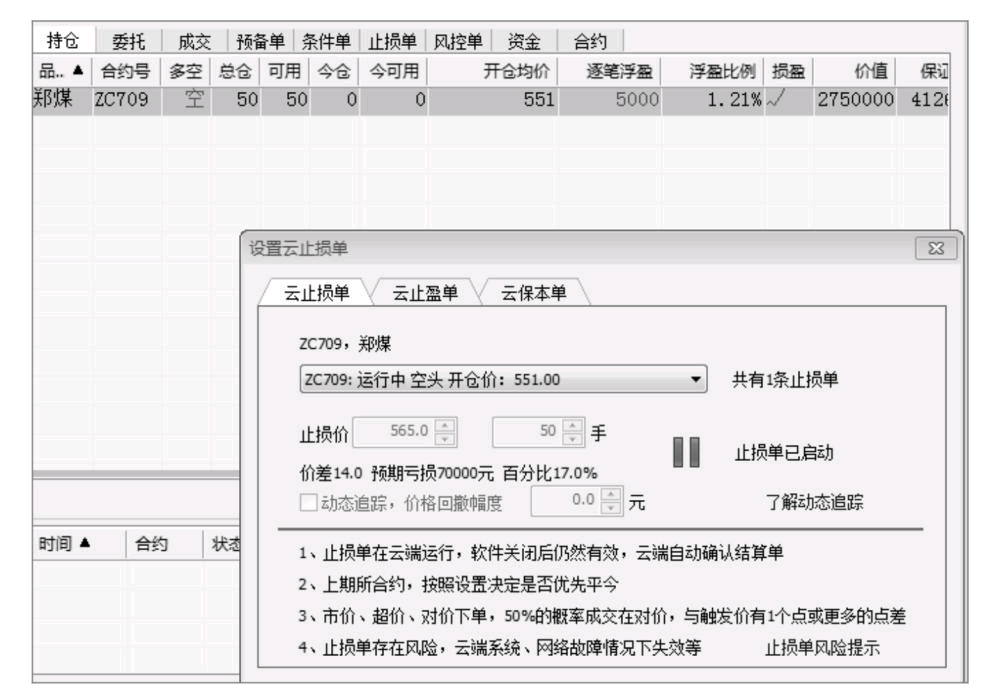 持仓 委托 成交 预备单 条件单 止损单 风控单 资金 合约
品.. ▲ 合约号 多空 总仓 可用 今仓 今可用 开仓均价 逐笔浮盈 浮盈比例 损盈 价值 保证
郑煤 ZC709 空 50 50 0 0 551 5000 1.21% ✓ 2750000 4126
设置云止损单
云止损单 云止盈单 云保本单
ZC709，郑煤
ZC709: 运行中 空头 开仓价：551.00 共有1条止损单
止损价 565.0 50 手
止损单已启动
价差14.0 预期亏损70000元 百分比17.0%
动态追踪，价格回撤幅度 0.0 元 了解动态追踪
时间 ▲ 合约 状态
1、止损单在云端运行，软件关闭后仍然有效，云端自动确认结算单
2、上期所合约，按照设置决定是否优先平今
3、市价、超价、对价下单，50%的概率成交在对价，与触发价有1个点或更多的点差
4、止损单存在风险，云端系统、网络故障情况下失效等 止损单风险提示